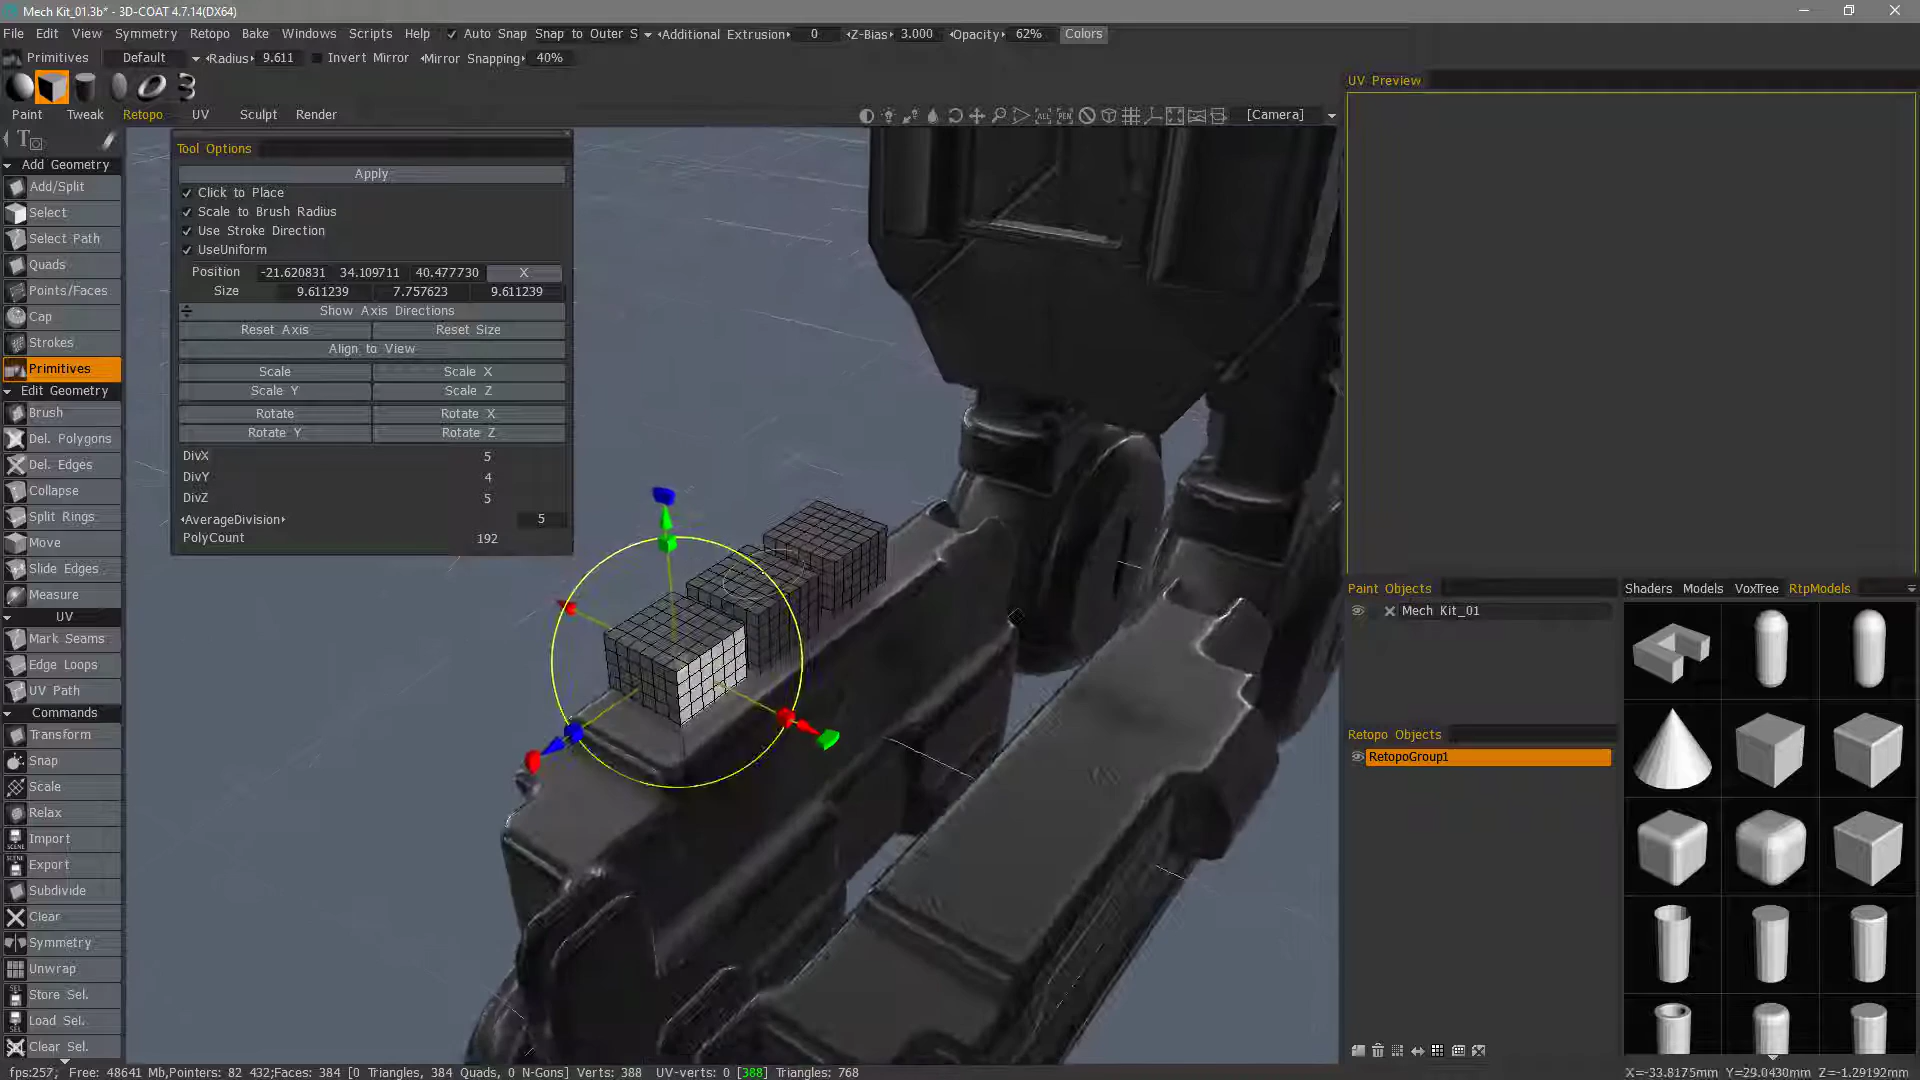 Mech Kit_01.3b* - 3D-COAT 4.7.14(DX64)
File Edit View Symmetry Retopo Bake Windows Scripts Help Auto Snap Snap to Outer S Additional Extrusion 0 Z-Bias 3.000 Opacity 62% Colors
Primitives Default Radius 9.611 Invert Mirror Mirror Snapping 40%
Paint Tweak Retopo UV Sculpt Render [Camera]
Add Geometry
Add/Split
Select
Select Path
Quads
Points/Faces
Cap
Strokes
Primitives
Edit Geometry
Brush
Del. Polygons
Del. Edges
Collapse
Split Rings
Move
Slide Edges
Measure
UV
Mark Seams
Edge Loops
UV Path
Commands
Transform
Snap
Scale
Relax
Import
Export
Subdivide
Clear
Symmetry
Unwrap
Store Sel.
Load Sel.
Clear Sel.
Tool Options
Apply
Click to Place
Scale to Brush Radius
Use Stroke Direction
UseUniform
Position -21.620831 34.109711 40.477730 X
Size 9.611239 7.757623 9.611239
Show Axis Directions
Reset Axis Reset Size
Align to View
Scale Scale X
Scale Y Scale Z
Rotate Rotate X
Rotate Y Rotate Z
DivX 5
DivY 4
DivZ 5
AverageDivision 5
PolyCount 192
UV Preview
Paint Objects
Mech Kit_01
Retopo Objects
RetopoGroup1
Shaders Models VoxTree RtpModels
fps:257; Free: 48641 Mb,Pointers: 82 432;Faces: 384 [0 Triangles, 384 Quads, 0 N-Gons] Verts: 388 UV-verts: 0 [388] Triangles: 768
X=-33.8175mm Y=29.0430mm Z=-1.29192mm